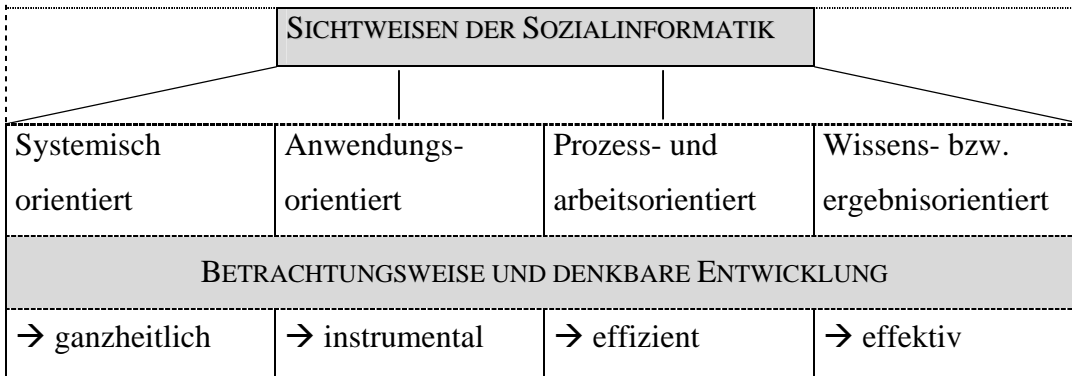 SICHTWEISEN DER SOZIALINFORMATIK
Systemisch
orientiert
Anwendungs-
orientiert
Prozess- und
arbeitsorientiert
Wissens- bzw.
ergebnisorientiert
BETRACHTUNGSWEISE UND DENKBARE ENTWICKLUNG
→ ganzheitlich
→ instrumental
→ effizient
→ effektiv